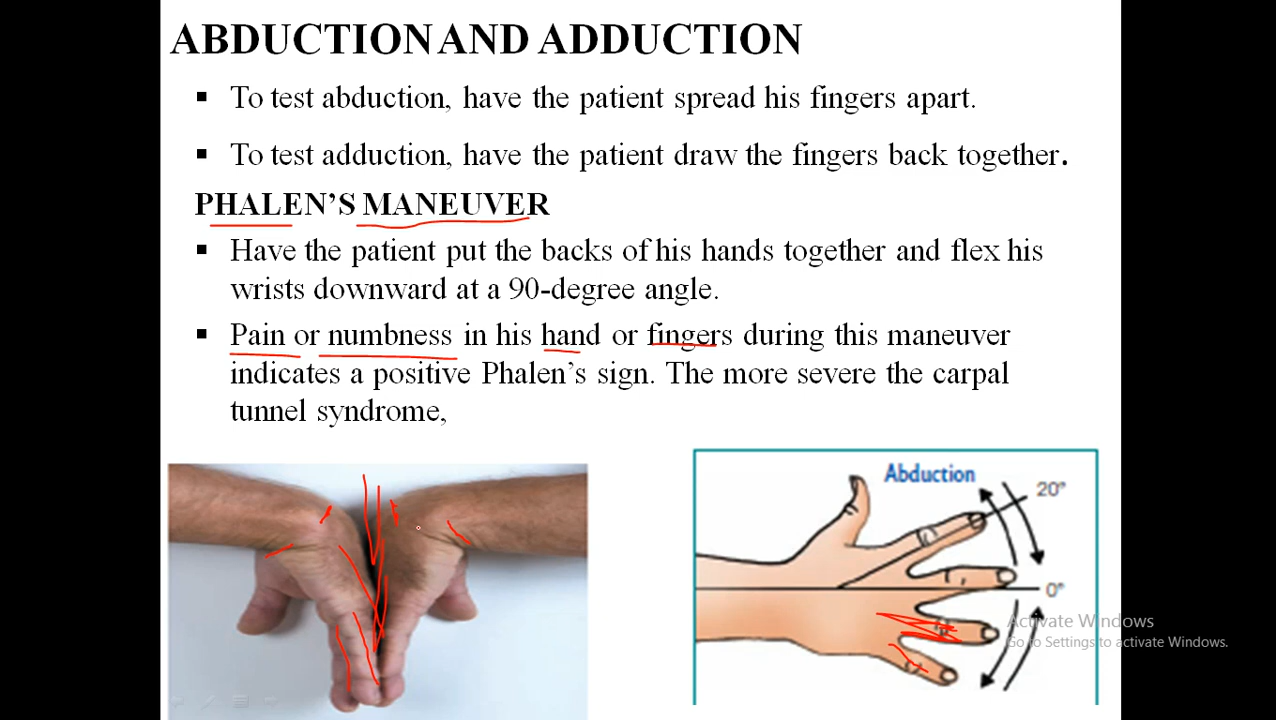 ABDUCTION AND ADDUCTION
▪ To test abduction, have the patient spread his fingers apart.
▪ To test adduction, have the patient draw the fingers back together.
PHALEN’S MANEUVER
▪ Have the patient put the backs of his hands together and flex his
wrists downward at a 90-degree angle.
▪ Pain or numbness in his hand or fingers during this maneuver
indicates a positive Phalen’s sign. The more severe the carpal
tunnel syndrome,
Abduction
20°
0°
Activate Windows
Go to Settings to activate Windows.